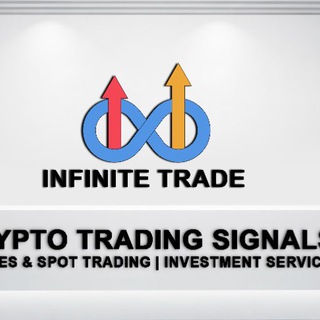 INFINITE TRADE
YPTO TRADING SIGNALS
ES & SPOT TRADING | INVESTMENT SERVIC